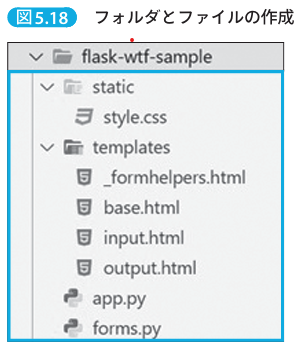 図5.18 フォルダとファイルの作成
flask-wtf-sample
static
style.css
templates
_formhelpers.html
base.html
input.html
output.html
app.py
forms.py